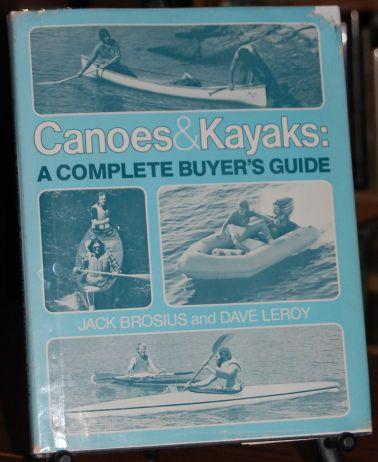 Canoes&Kayaks:
A COMPLETE BUYER'S GUIDE
JACK BROSIUS and DAVE LEROY